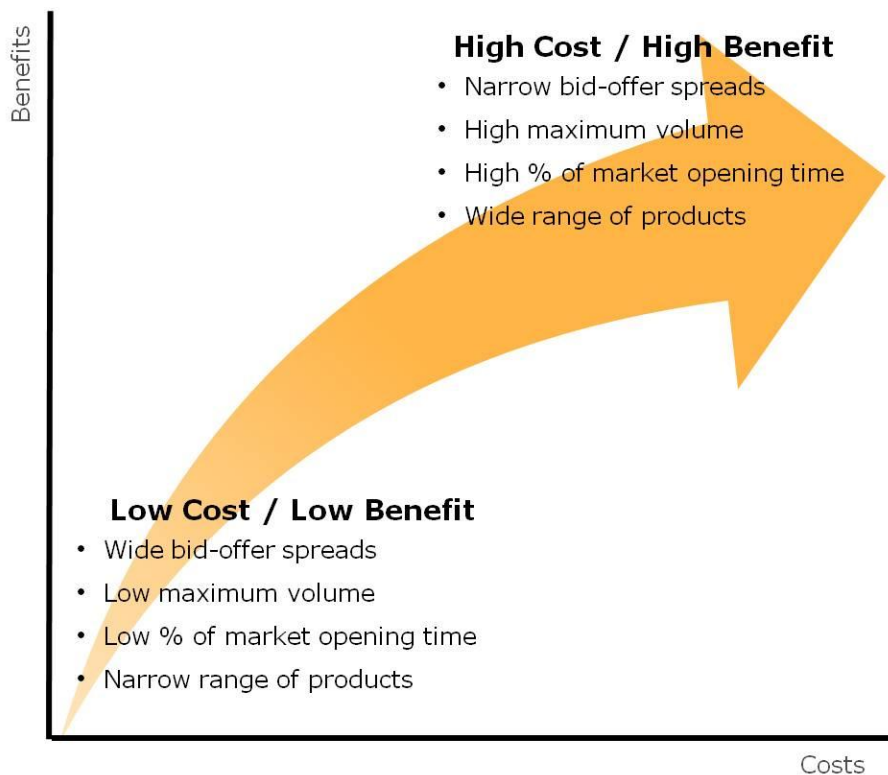 Benefits
High Cost / High Benefit
• Narrow bid-offer spreads
• High maximum volume
• High % of market opening time
• Wide range of products
Low Cost / Low Benefit
• Wide bid-offer spreads
• Low maximum volume
• Low % of market opening time
• Narrow range of products
Costs